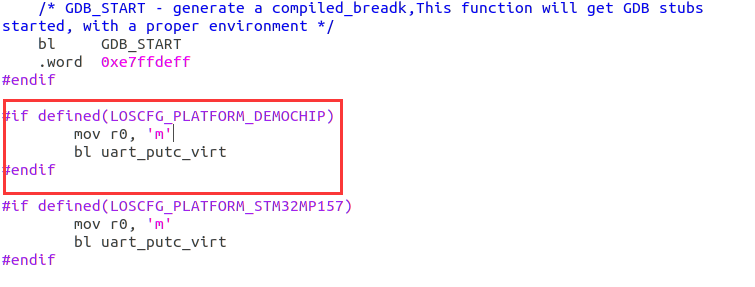 /* GDB_START - generate a compiled_breadk,This function will get GDB stubs
started, with a proper environment */
bl GDB_START
.word 0xe7ffdeff
#endif
#if defined(LOSCFG_PLATFORM_DEMOCHIP)
mov r0, 'm'
bl uart_putc_virt
#endif
#if defined(LOSCFG_PLATFORM_STM32MP157)
mov r0, 'm'
bl uart_putc_virt
#endif